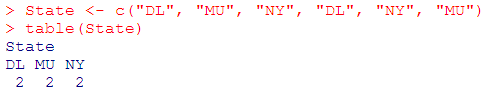 > State <- c("DL", "MU", "NY", "DL", "NY", "MU")
> table(State)
State
DL MU NY
 2  2  2